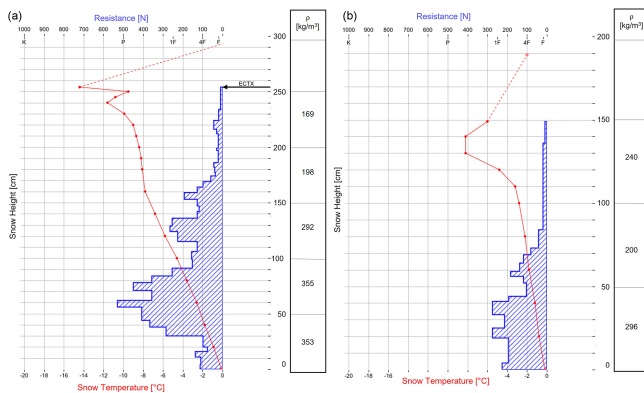 (a)
Resistance [N]
1000 900 800 700 600 500 400 300 200 100 0
K P 1F 4F F
300
250
200
150
100
50
0
ECTX
Snow Height [cm]
-20 -18 -16 -14 -12 -10 -8 -6 -4 -2 0
Snow Temperature [°C]
ρ
[kg/m³]
169
198
292
355
353
(b)
Resistance [N]
1000 900 800 700 600 500 400 300 200 100 0
K P 1F 4F F
200
150
100
50
0
Snow Height [cm]
-20 -18 -16 -14 -12 -10 -8 -6 -4 -2 0
Snow Temperature [°C]
ρ
[kg/m³]
240
200
296